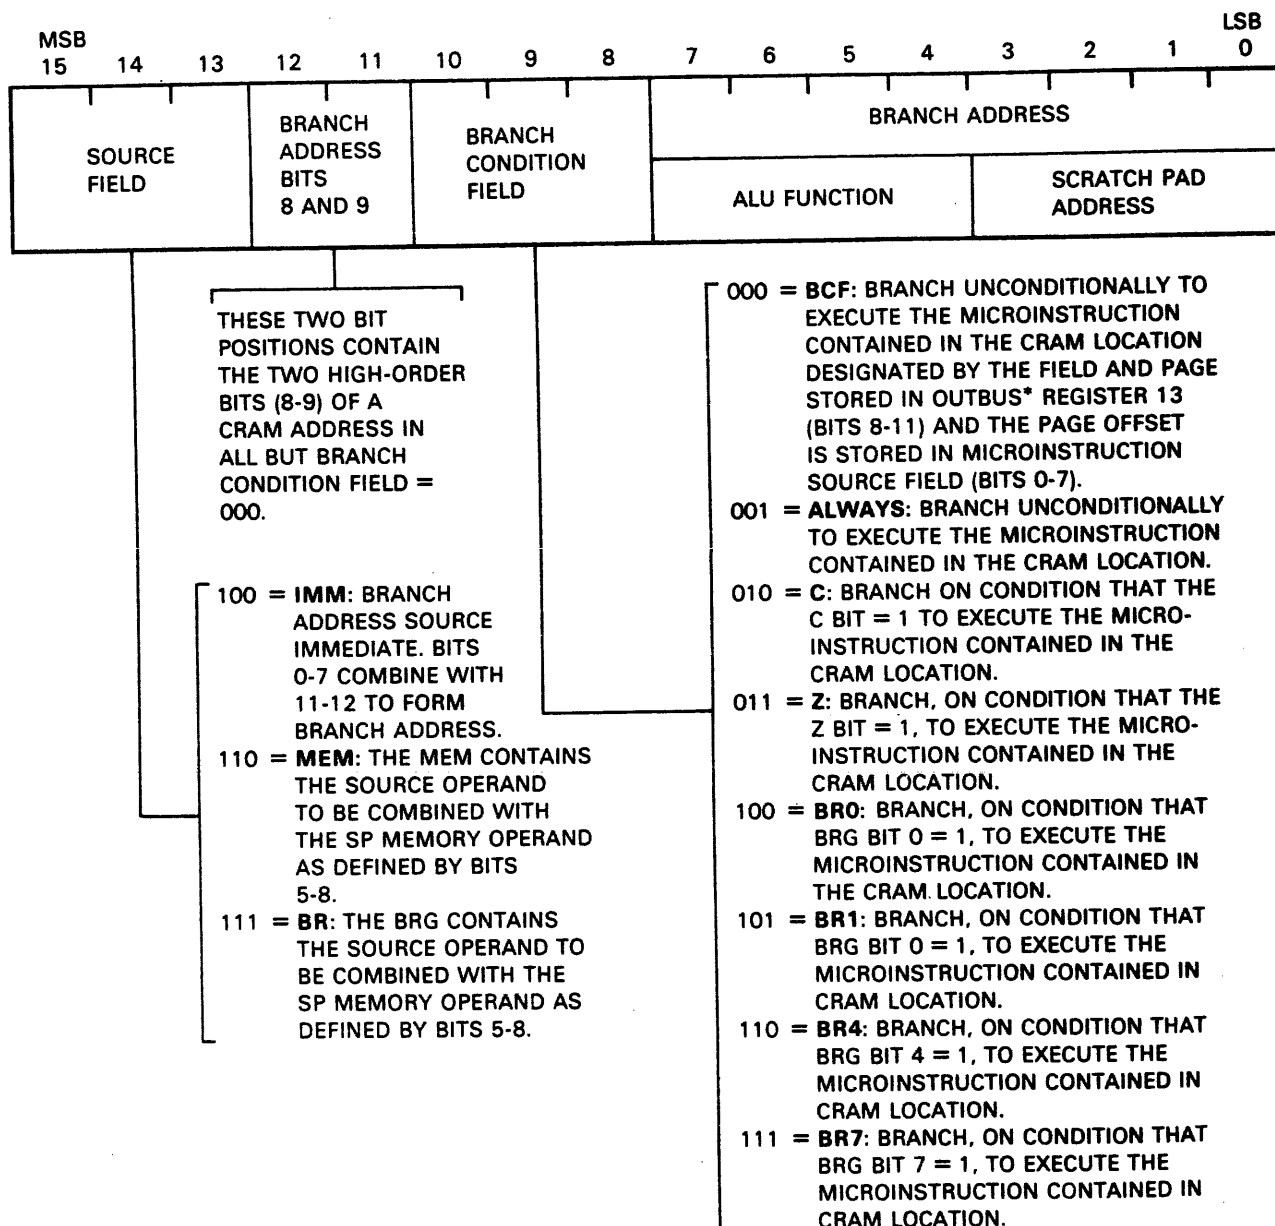 MSB
LSB
15 14 13 12 11 10 9 8 7 6 5 4 3 2 1 0
SOURCE
FIELD
BRANCH
ADDRESS
BITS
8 AND 9
BRANCH
CONDITION
FIELD
BRANCH ADDRESS
ALU FUNCTION
SCRATCH PAD
ADDRESS
THESE TWO BIT
POSITIONS CONTAIN
THE TWO HIGH-ORDER
BITS (8-9) OF A
CRAM ADDRESS IN
ALL BUT BRANCH
CONDITION FIELD =
000.
100 = IMM: BRANCH
ADDRESS SOURCE
IMMEDIATE. BITS
0-7 COMBINE WITH
11-12 TO FORM
BRANCH ADDRESS.
110 = MEM: THE MEM CONTAINS
THE SOURCE OPERAND
TO BE COMBINED WITH
THE SP MEMORY OPERAND
AS DEFINED BY BITS
5-8.
111 = BR: THE BRG CONTAINS
THE SOURCE OPERAND TO
BE COMBINED WITH THE
SP MEMORY OPERAND AS
DEFINED BY BITS 5-8.
000 = BCF: BRANCH UNCONDITIONALLY TO
EXECUTE THE MICROINSTRUCTION
CONTAINED IN THE CRAM LOCATION
DESIGNATED BY THE FIELD AND PAGE
STORED IN OUTBUS* REGISTER 13
(BITS 8-11) AND THE PAGE OFFSET
IS STORED IN MICROINSTRUCTION
SOURCE FIELD (BITS 0-7).
001 = ALWAYS: BRANCH UNCONDITIONALLY
TO EXECUTE THE MICROINSTRUCTION
CONTAINED IN THE CRAM LOCATION.
010 = C: BRANCH ON CONDITION THAT THE
C BIT = 1 TO EXECUTE THE MICRO-
INSTRUCTION CONTAINED IN THE
CRAM LOCATION.
011 = Z: BRANCH, ON CONDITION THAT THE
Z BIT = 1, TO EXECUTE THE MICRO-
INSTRUCTION CONTAINED IN THE
CRAM LOCATION.
100 = BR0: BRANCH, ON CONDITION THAT
BRG BIT 0 = 1, TO EXECUTE THE
MICROINSTRUCTION CONTAINED IN
THE CRAM LOCATION.
101 = BR1: BRANCH, ON CONDITION THAT
BRG BIT 0 = 1, TO EXECUTE THE
MICROINSTRUCTION CONTAINED IN
CRAM LOCATION.
110 = BR4: BRANCH, ON CONDITION THAT
BRG BIT 4 = 1, TO EXECUTE THE
MICROINSTRUCTION CONTAINED IN
CRAM LOCATION.
111 = BR7: BRANCH, ON CONDITION THAT
BRG BIT 7 = 1, TO EXECUTE THE
MICROINSTRUCTION CONTAINED IN
CRAM LOCATION.